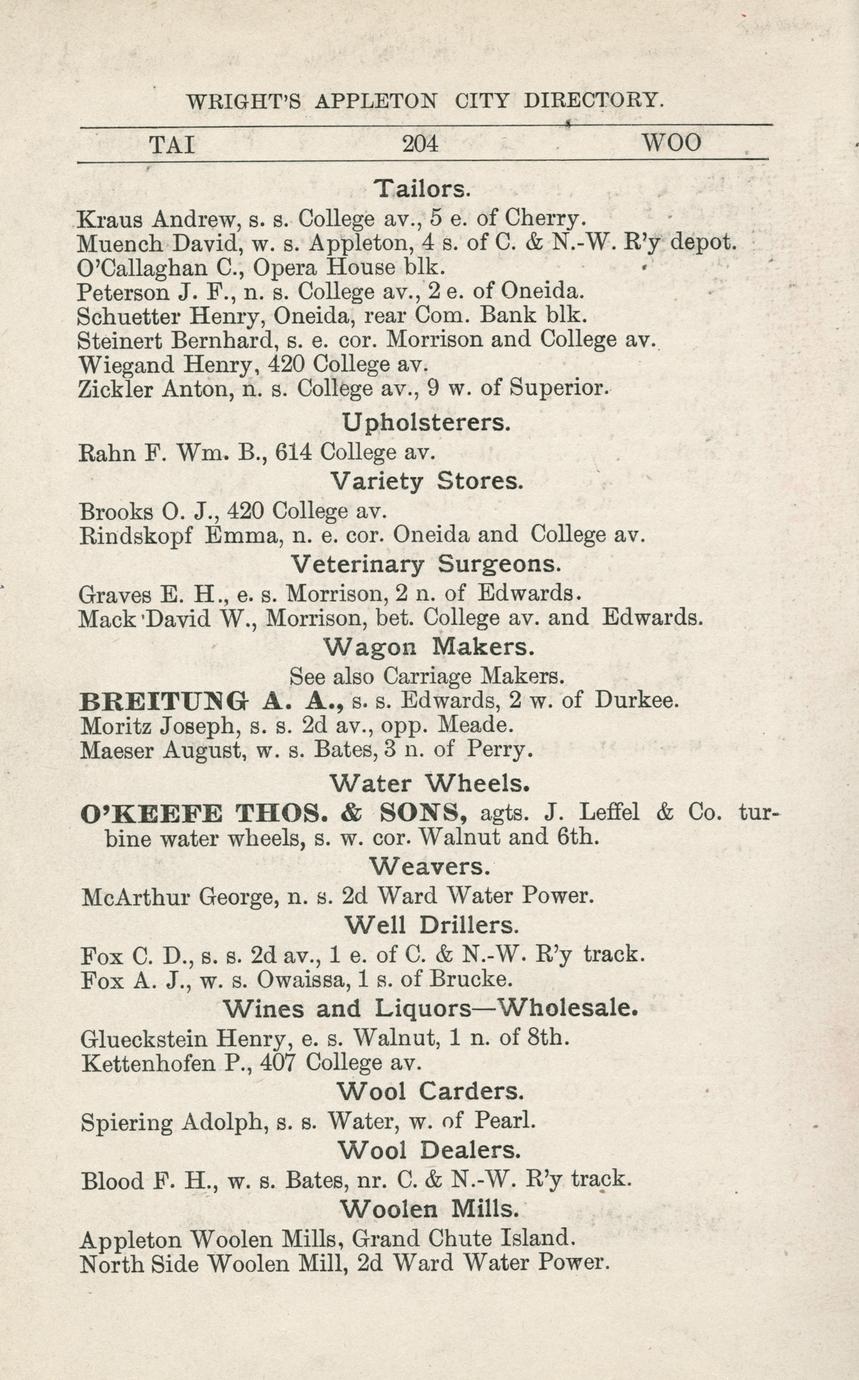 WRIGHT'S APPLETON CITY DIRECTORY.
TAI 204 WOO
Tailors.
Kraus Andrew, s. s. College av., 5 e. of Cherry.
Muench David, w. s. Appleton, 4 s. of C. & N.-W. R'y depot.
O'Callaghan C., Opera House blk.
Peterson J. F., n. s. College av., 2 e. of Oneida.
Schuetter Henry, Oneida, rear Com. Bank blk.
Steinert Bernhard, s. e. cor. Morrison and College av.
Wiegand Henry, 420 College av.
Zickler Anton, n. s. College av., 9 w. of Superior.
Upholsterers.
Rahn F. Wm. B., 614 College av.
Variety Stores.
Brooks O. J., 420 College av.
Rindskopf Emma, n. e. cor. Oneida and College av.
Veterinary Surgeons.
Graves E. H., e. s. Morrison, 2 n. of Edwards.
Mack David W., Morrison, bet. College av. and Edwards.
Wagon Makers.
See also Carriage Makers.
BREITUNG A. A., s. s. Edwards, 2 w. of Durkee.
Moritz Joseph, s. s. 2d av., opp. Meade.
Maeser August, w. s. Bates, 3 n. of Perry.
Water Wheels.
O'KEEFE THOS. & SONS, agts. J. Leffel & Co. tur-
bine water wheels, s. w. cor. Walnut and 6th.
Weavers.
McArthur George, n. s. 2d Ward Water Power.
Well Drillers.
Fox C. D., s. s. 2d av., 1 e. of C. & N.-W. R'y track.
Fox A. J., w. s. Owaissa, 1 s. of Brucke.
Wines and Liquors—Wholesale.
Glueckstein Henry, e. s. Walnut, 1 n. of 8th.
Kettenhofen P., 407 College av.
Wool Carders.
Spiering Adolph, s. s. Water, w. of Pearl.
Wool Dealers.
Blood F. H., w. s. Bates, nr. C. & N.-W. R'y track.
Woolen Mills.
Appleton Woolen Mills, Grand Chute Island.
North Side Woolen Mill, 2d Ward Water Power.